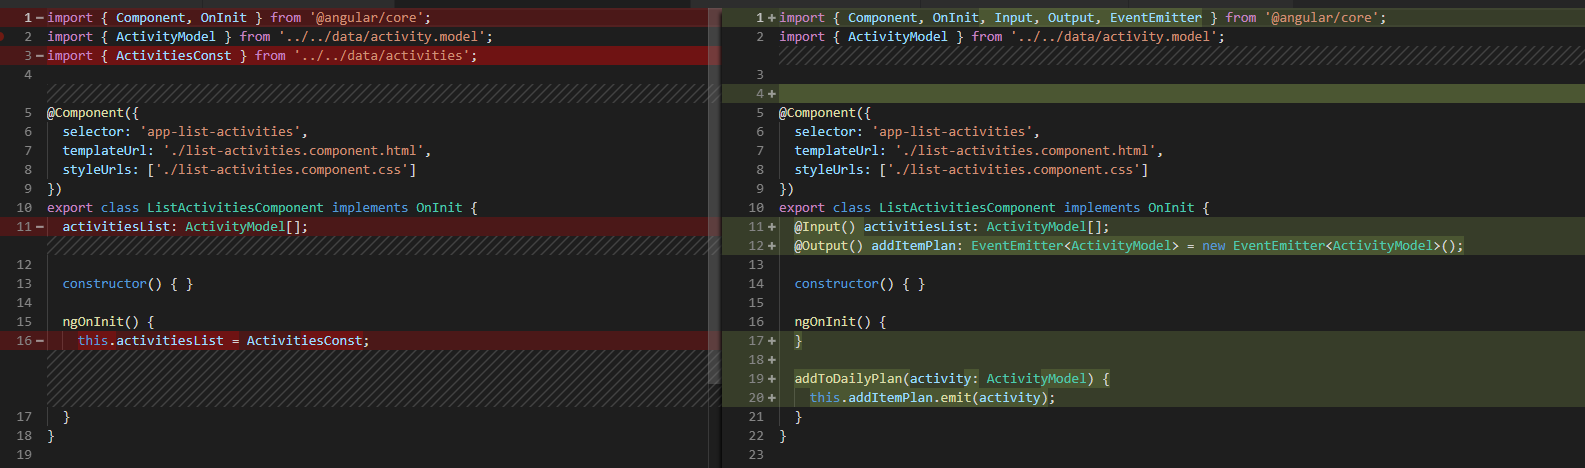 1 − import { Component, OnInit } from '@angular/core';
2 import { ActivityModel } from '../../data/activity.model';
3 − import { ActivitiesConst } from '../../data/activities';
4
5 @Component({
6   selector: 'app-list-activities',
7   templateUrl: './list-activities.component.html',
8   styleUrls: ['./list-activities.component.css']
9 })
10 export class ListActivitiesComponent implements OnInit {
11 −   activitiesList: ActivityModel[];
12
13   constructor() { }
14
15   ngOnInit() {
16 −     this.activitiesList = ActivitiesConst;
17   }
18 }
19
1 + import { Component, OnInit, Input, Output, EventEmitter } from '@angular/core';
2 import { ActivityModel } from '../../data/activity.model';
3
4 +
5 @Component({
6   selector: 'app-list-activities',
7   templateUrl: './list-activities.component.html',
8   styleUrls: ['./list-activities.component.css']
9 })
10 export class ListActivitiesComponent implements OnInit {
11 +   @Input() activitiesList: ActivityModel[];
12 +   @Output() addItemPlan: EventEmitter<ActivityModel> = new EventEmitter<ActivityModel>();
13
14   constructor() { }
15
16   ngOnInit() {
17 +   }
18 +
19 +   addToDailyPlan(activity: ActivityModel) {
20 +     this.addItemPlan.emit(activity);
21   }
22 }
23